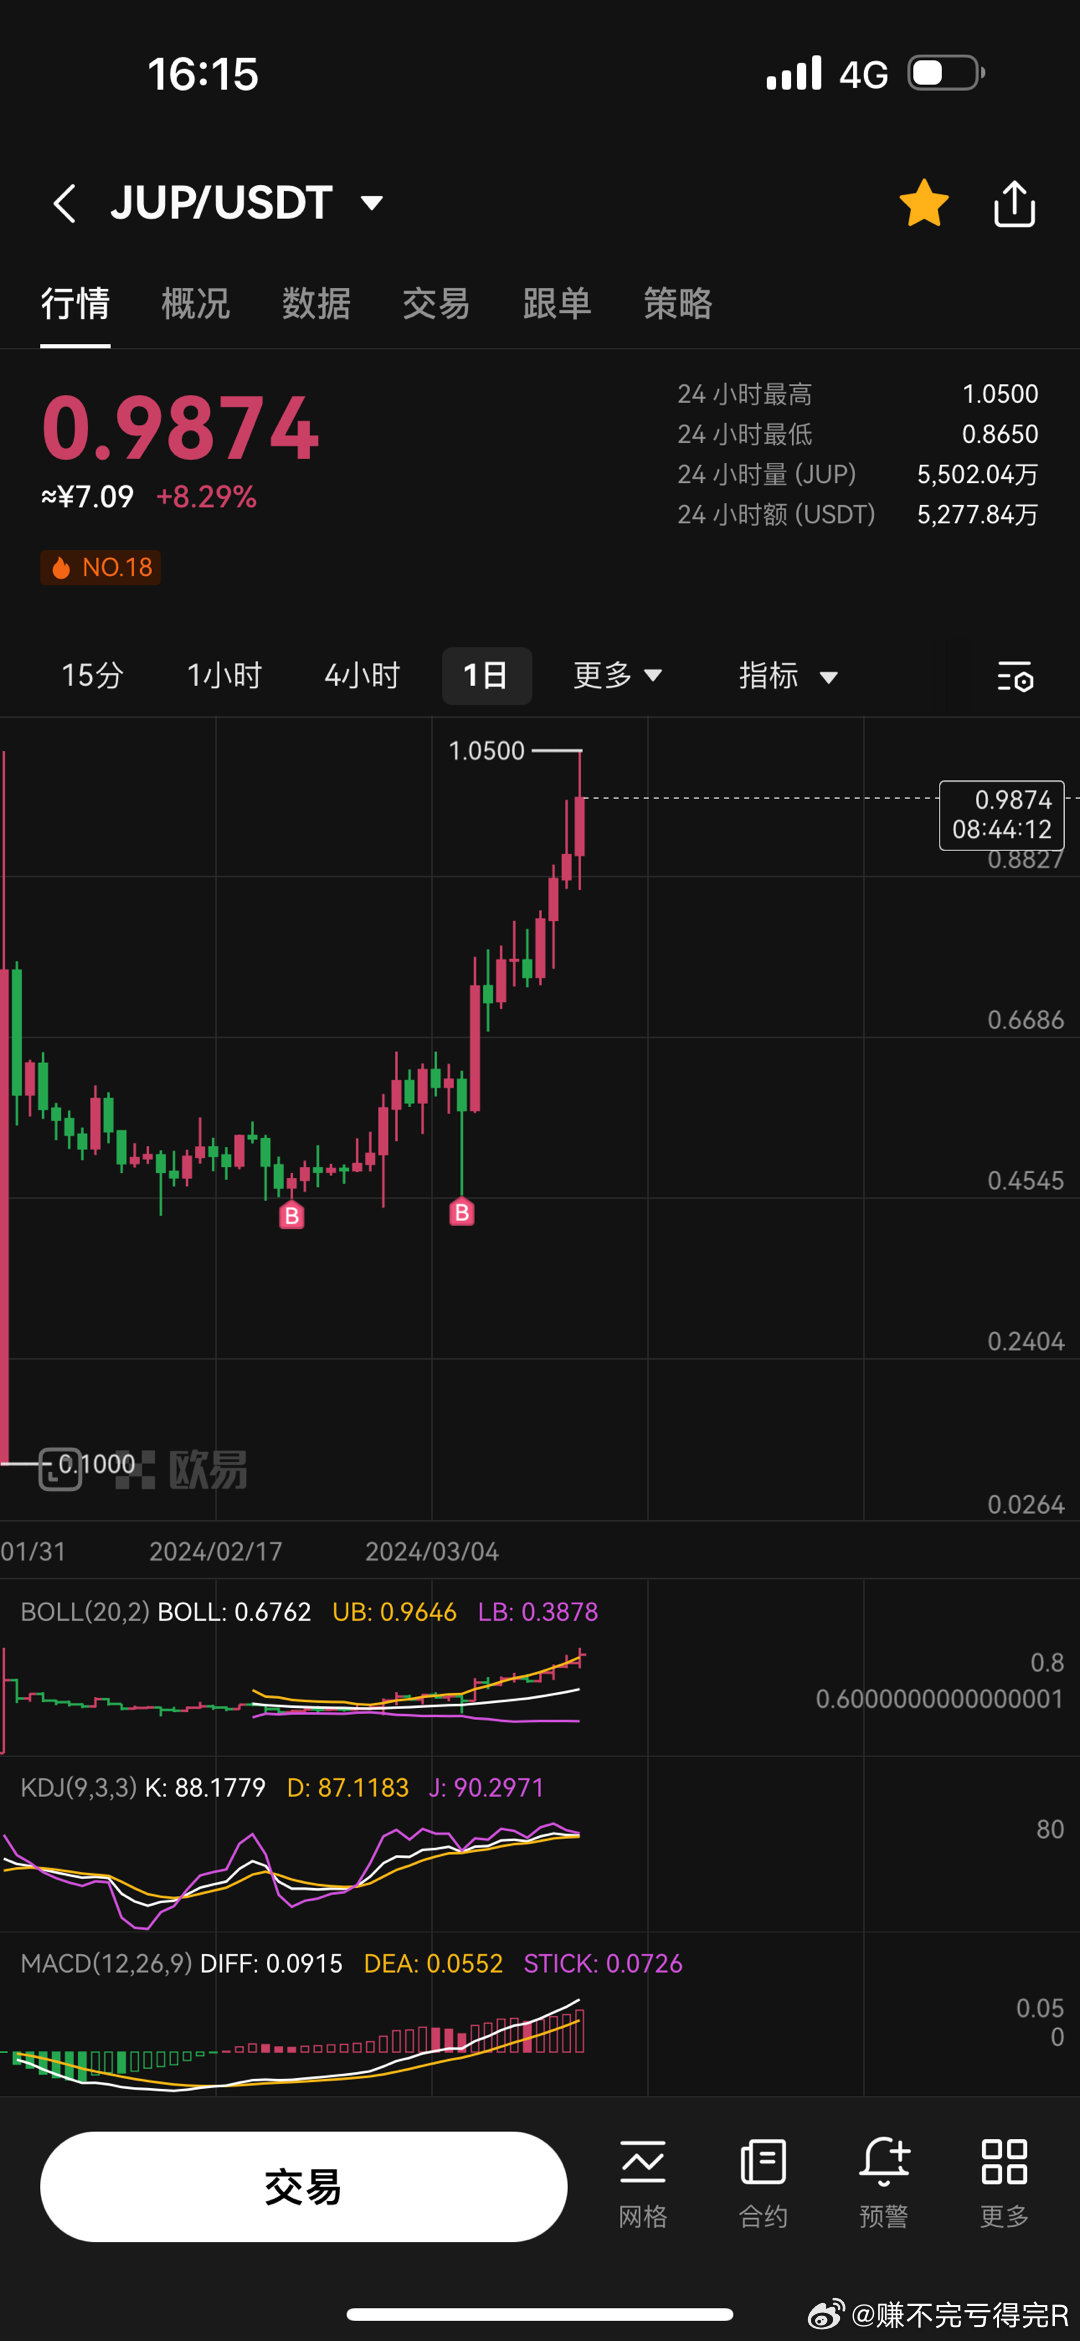 16:15
4G
JUP/USDT
行情 概况 数据 交易 跟单 策略
0.9874
≈¥7.09 +8.29%
NO.18
24 小时最高 1.0500
24 小时最低 0.8650
24 小时量 (JUP) 5,502.04万
24 小时额 (USDT) 5,277.84万
15分 1小时 4小时 1日 更多 指标
1.0500
0.9874
08:44:12
0.8827
0.6686
0.4545
B B
0.2404
0.1000
欧易
0.0264
01/31 2024/02/17 2024/03/04
BOLL(20,2) BOLL: 0.6762 UB: 0.9646 LB: 0.3878
0.8
0.6000000000000001
KDJ(9,3,3) K: 88.1779 D: 87.1183 J: 90.2971
80
MACD(12,26,9) DIFF: 0.0915 DEA: 0.0552 STICK: 0.0726
0.05
0
交易
网格 合约 预警 更多
@赚不完亏得完R